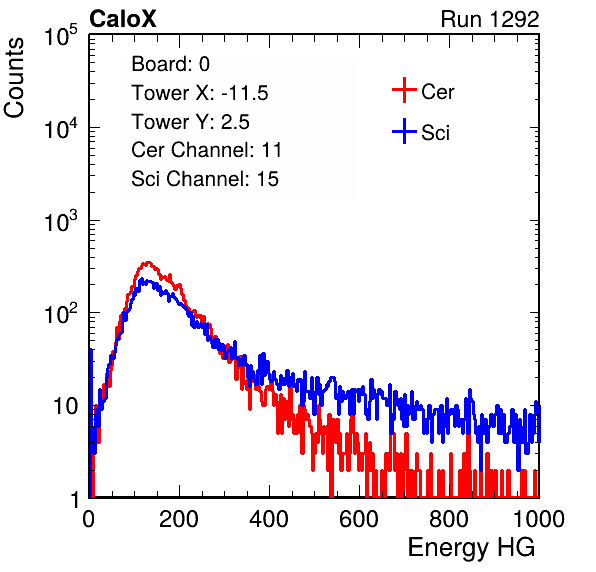 CaloX Run 1292
Counts
10^5
10^4
10^3
10^2
10
1
Board: 0
Tower X: -11.5
Tower Y: 2.5
Cer Channel: 11
Sci Channel: 15
Cer
Sci
0 200 400 600 800 1000
Energy HG